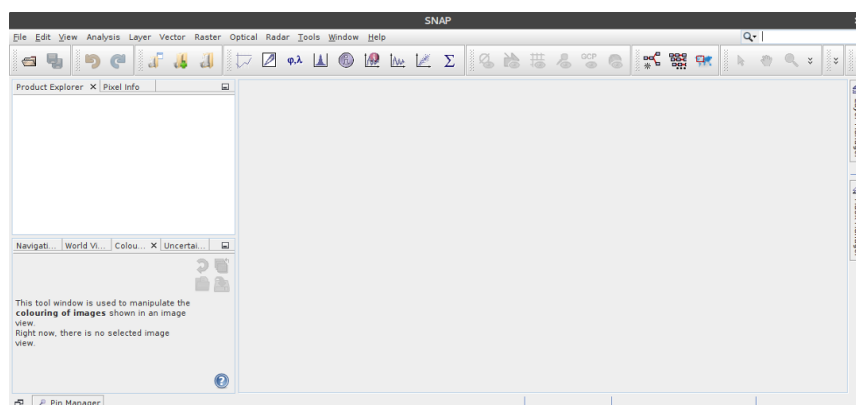 SNAP
File Edit View Analysis Layer Vector Raster Optical Radar Tools Window Help
φ,λ Σ GCP
Product Explorer X Pixel Info
Navigati... World Vi... Colou... X Uncertai...
This tool window is used to manipulate the
colouring of images shown in an image
view.
Right now, there is no selected image
view.
?
Pin Manager